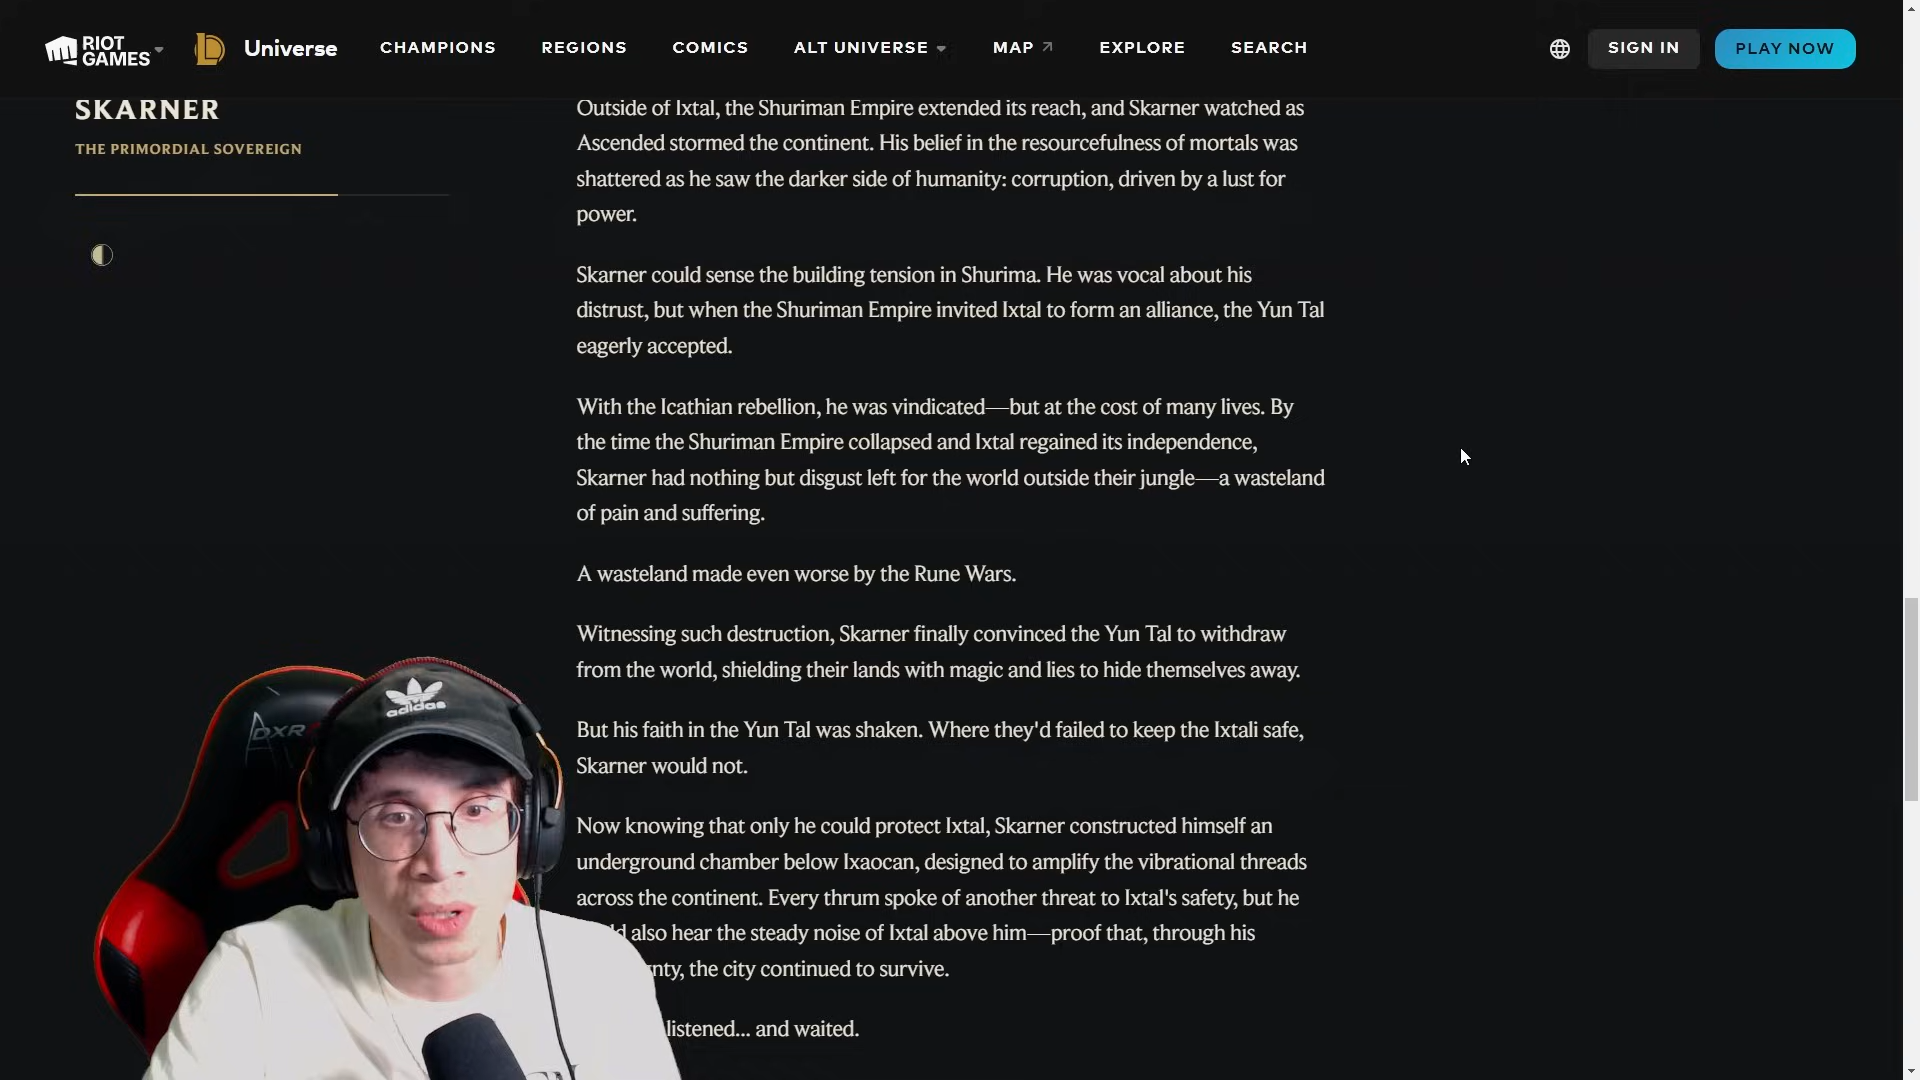 RIOT GAMES
Universe
CHAMPIONS
REGIONS
COMICS
ALT UNIVERSE
MAP
EXPLORE
SEARCH
SIGN IN
PLAY NOW
SKARNER
THE PRIMORDIAL SOVEREIGN
Outside of Ixtal, the Shuriman Empire extended its reach, and Skarner watched as
Ascended stormed the continent. His belief in the resourcefulness of mortals was
shattered as he saw the darker side of humanity: corruption, driven by a lust for
power.
Skarner could sense the building tension in Shurima. He was vocal about his
distrust, but when the Shuriman Empire invited Ixtal to form an alliance, the Yun Tal
eagerly accepted.
With the Icathian rebellion, he was vindicated—but at the cost of many lives. By
the time the Shuriman Empire collapsed and Ixtal regained its independence,
Skarner had nothing but disgust left for the world outside their jungle—a wasteland
of pain and suffering.
A wasteland made even worse by the Rune Wars.
Witnessing such destruction, Skarner finally convinced the Yun Tal to withdraw
from the world, shielding their lands with magic and lies to hide themselves away.
But his faith in the Yun Tal was shaken. Where they'd failed to keep the Ixtali safe,
Skarner would not.
Now knowing that only he could protect Ixtal, Skarner constructed himself an
underground chamber below Ixaocan, designed to amplify the vibrational threads
across the continent. Every thrum spoke of another threat to Ixtal's safety, but he
also hear the steady noise of Ixtal above him—proof that, through his
the city continued to survive.
listened... and waited.
adidas
DXR